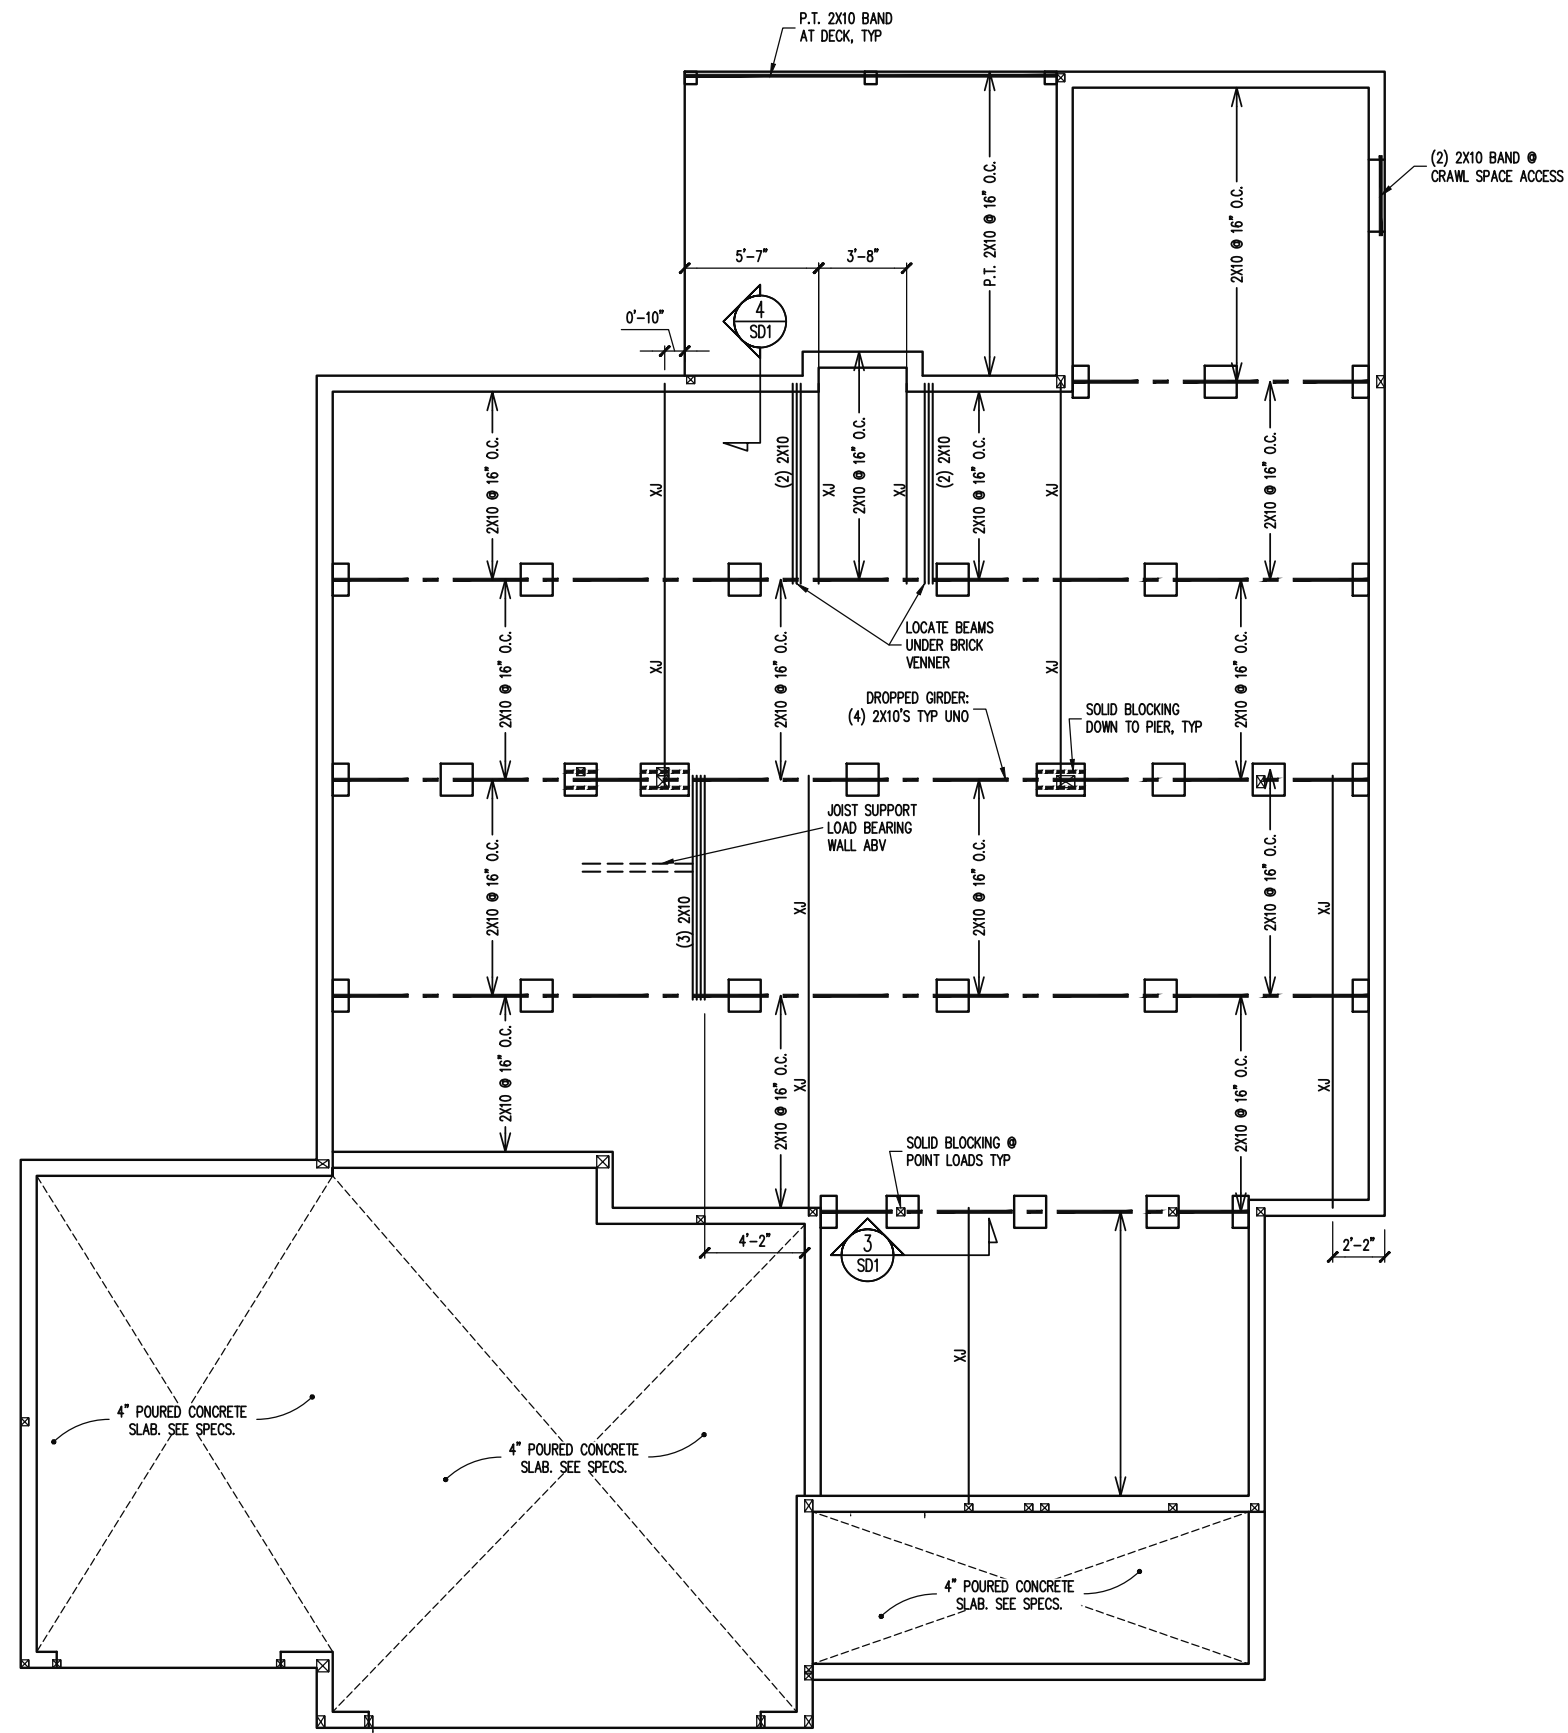 P.T. 2X10 BAND
AT DECK, TYP
(2) 2X10 BAND @
CRAWL SPACE ACCESS
P.T. 2X10 @ 16" O.C.
2X10 @ 16" O.C.
5'-7"
3'-8"
0'-10"
4
SD1
2X10 @ 16" O.C.
XJ
(2) 2X10
XJ
2X10 @ 16" O.C.
XJ
(2) 2X10
2X10 @ 16" O.C.
XJ
2X10 @ 16" O.C.
LOCATE BEAMS
UNDER BRICK
VENNER
2X10 @ 16" O.C.
XJ
2X10 @ 16" O.C.
XJ
2X10 @ 16" O.C.
DROPPED GIRDER:
(4) 2X10'S TYP UNO
SOLID BLOCKING
DOWN TO PIER, TYP
JOIST SUPPORT
LOAD BEARING
WALL ABV
2X10 @ 16" O.C.
(3) 2X10
XJ
2X10 @ 16" O.C.
2X10 @ 16" O.C.
XJ
2X10 @ 16" O.C.
2X10 @ 16" O.C.
XJ
2X10 @ 16" O.C.
XJ
SOLID BLOCKING @
POINT LOADS TYP
4'-2"
3
SD1
2'-2"
XJ
4" POURED CONCRETE
SLAB. SEE SPECS.
4" POURED CONCRETE
SLAB. SEE SPECS.
4" POURED CONCRETE
SLAB. SEE SPECS.